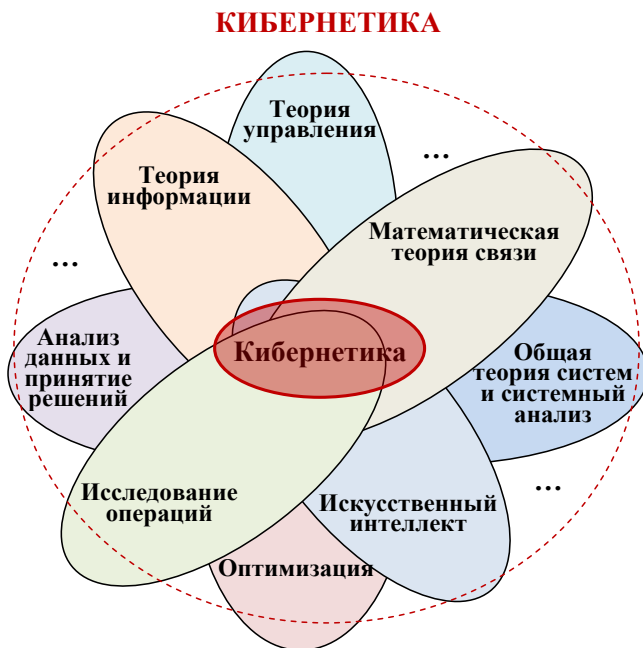 КИБЕРНЕТИКА
Теория
управления
...
Теория
информации
Математическая
теория связи
...
Анализ
данных и
принятие
решений
Кибернетика
Общая
теория систем
и системный
анализ
Исследование
операций
Искусственный
интеллект
...
Оптимизация